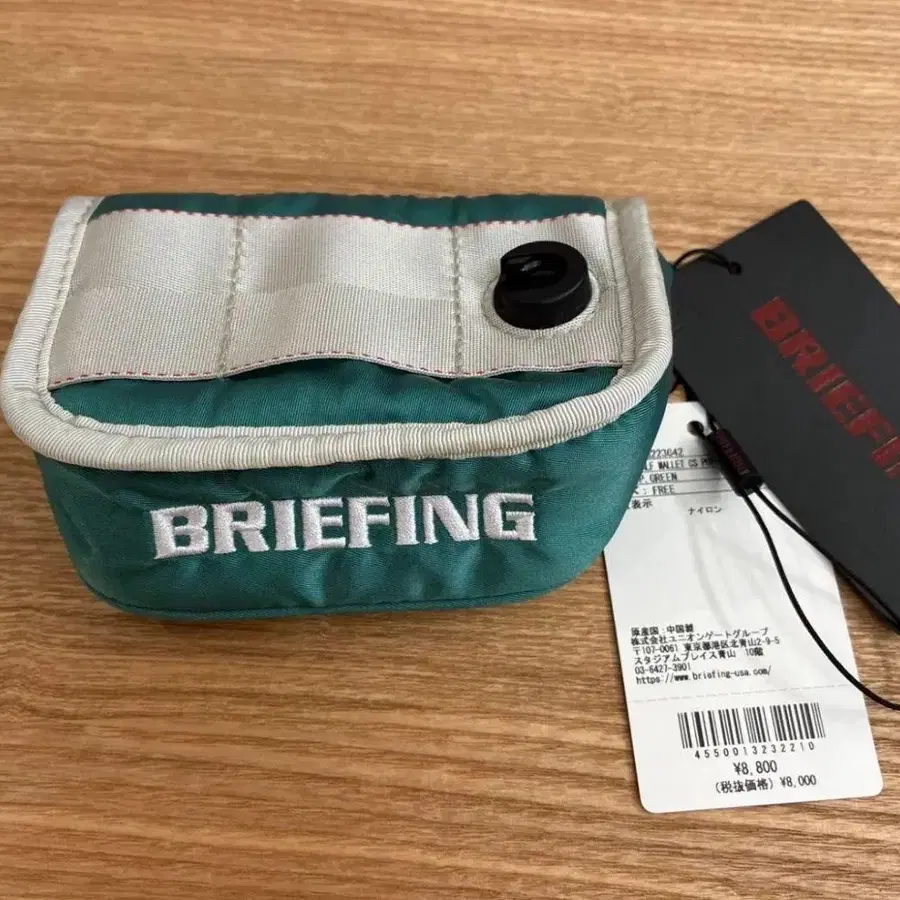 BRIEFING
BRIEFIN
223642
WALLET CS
GREEN
: FREE
表示
ナイロン
原産国:中国製
株式会社ユニオンゲートグループ
〒107-0061 東京都港区北青山2-9-5
スタジアムプレイス青山 10階
03-6427-3901
https://www.briefing-usa.com/
4550013232210
¥8,800
(税抜価格) ¥8,000